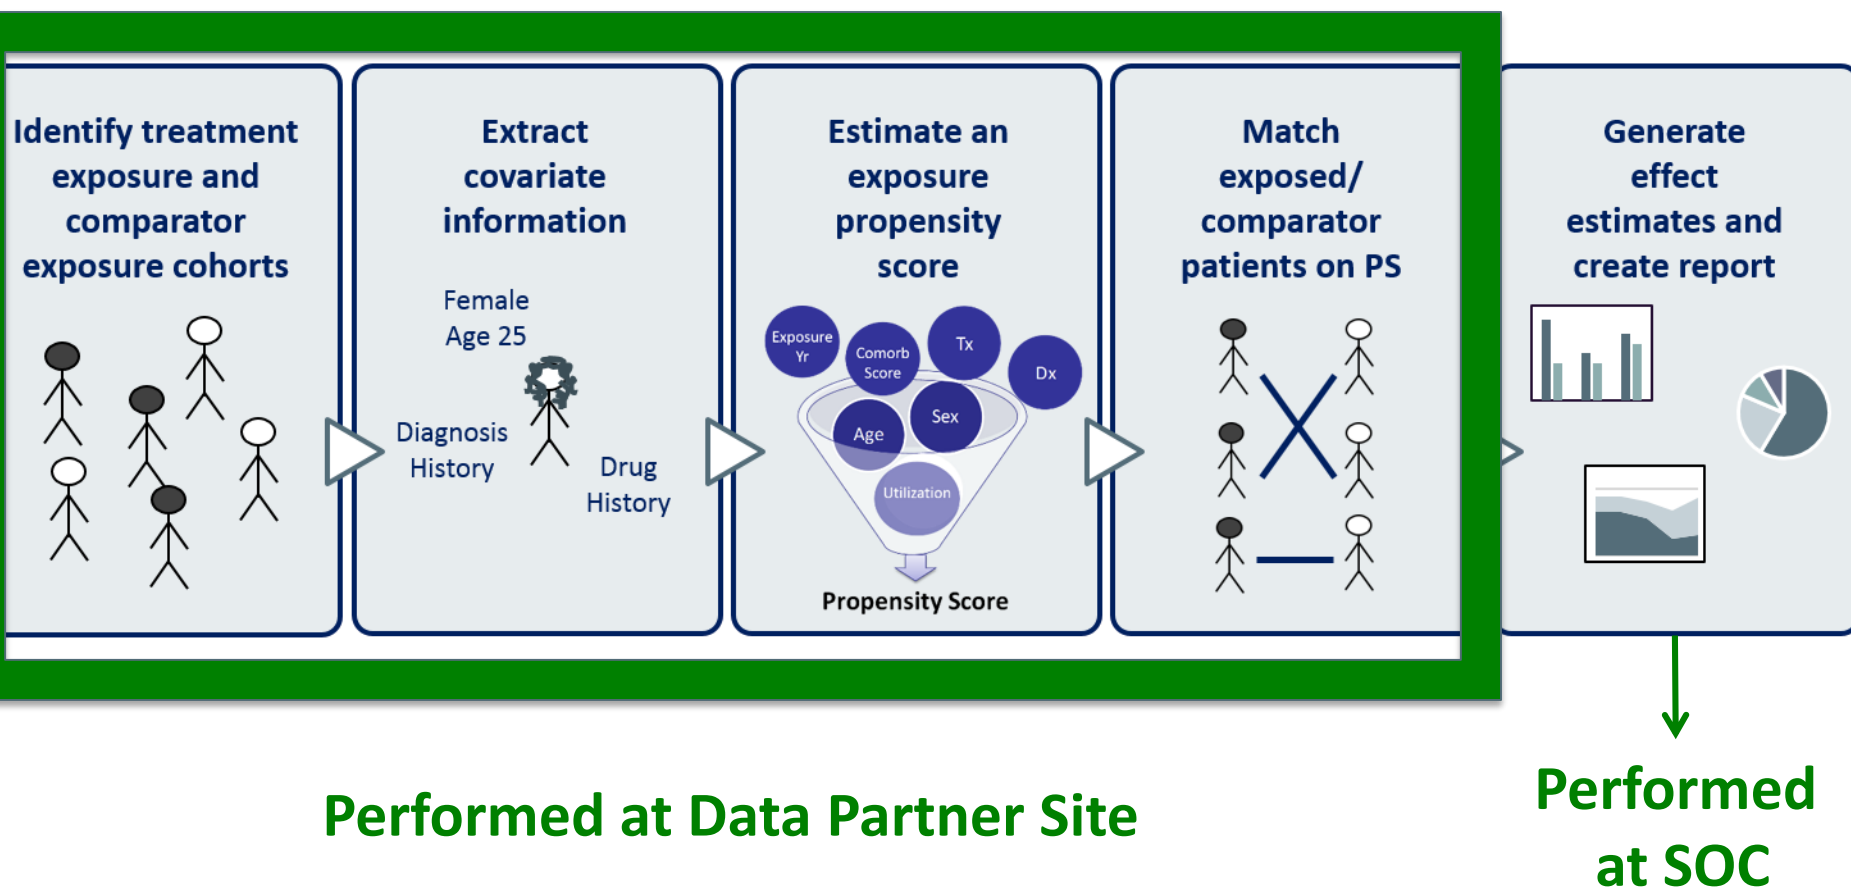 Identify treatment
exposure and
comparator
exposure cohorts
Extract
covariate
information
Female
Age 25
Diagnosis
History
Drug
History
Estimate an
exposure
propensity
score
Exposure
Yr
Comorb
Score
Tx
Dx
Age
Sex
Utilization
Propensity Score
Match
exposed/
comparator
patients on PS
Generate
effect
estimates and
create report
Performed at Data Partner Site
Performed
at SOC